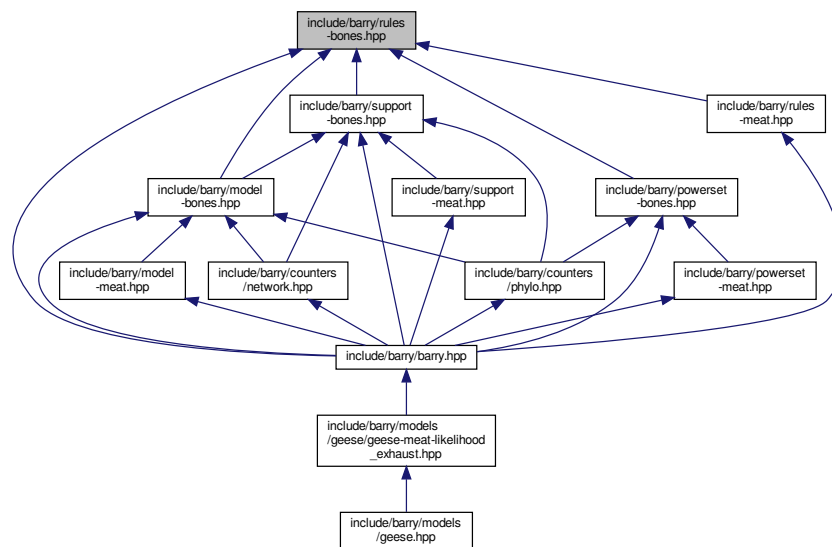 include/barry/rules
-bones.hpp
include/barry/support
-bones.hpp
include/barry/rules
-meat.hpp
include/barry/model
-bones.hpp
include/barry/support
-meat.hpp
include/barry/powerset
-bones.hpp
include/barry/model
-meat.hpp
include/barry/counters
/network.hpp
include/barry/counters
/phylo.hpp
include/barry/powerset
-meat.hpp
include/barry/barry.hpp
include/barry/models
/geese/geese-meat-likelihood
_exhaust.hpp
include/barry/models
/geese.hpp